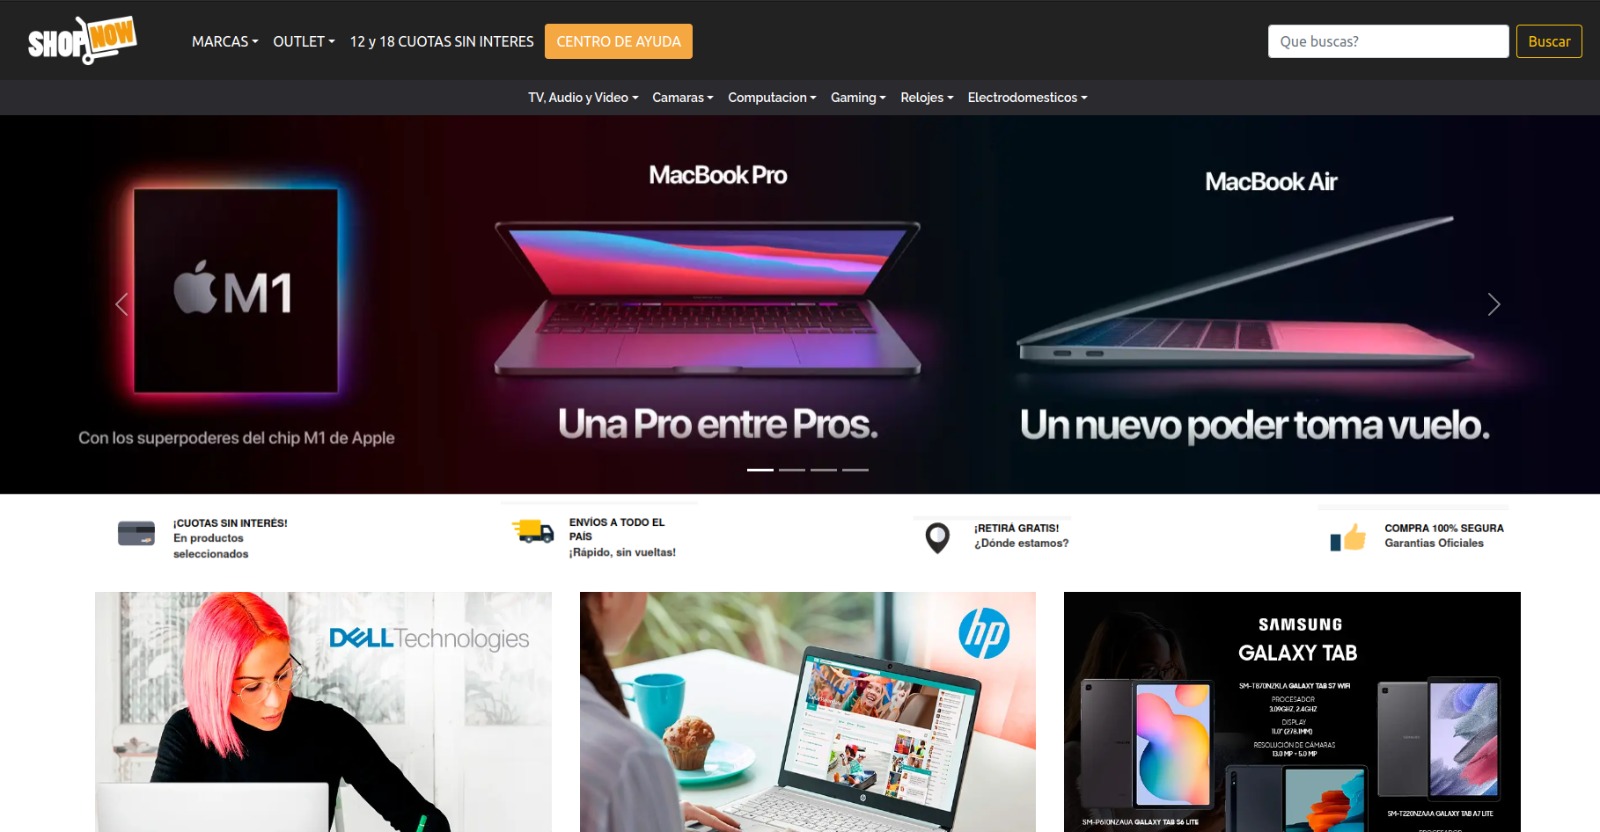 SHOP NOW
MARCAS OUTLET 12 y 18 CUOTAS SIN INTERES CENTRO DE AYUDA Que buscas? Buscar
TV, Audio y Video Camaras Computacion Gaming Relojes Electrodomesticos
M1
Con los superpoderes del chip M1 de Apple
MacBook Pro
Una Pro entre Pros.
MacBook Air
Un nuevo poder toma vuelo.
¡CUOTAS SIN INTERÉS!
En productos
seleccionados
ENVÍOS A TODO EL
PAÍS
¡Rápido, sin vueltas!
¡RETIRÁ GRATIS!
¿Dónde estamos?
COMPRA 100% SEGURA
Garantias Oficiales
DELL Technologies
hp
SAMSUNG
GALAXY TAB
SM-T870NZKLA GALAXY TAB S7 WIFI
PROCESADOR
3.09GHZ, 2.4GHZ
DISPLAY
11.0" (278.1MM)
RESOLUCIÓN DE CÁMARAS
13.0 MP - 5.0 MP
SM-P610NZAUA GALAXY TAB S6 LITE
SM-T220NZAAA GALAXY TAB A7 LITE